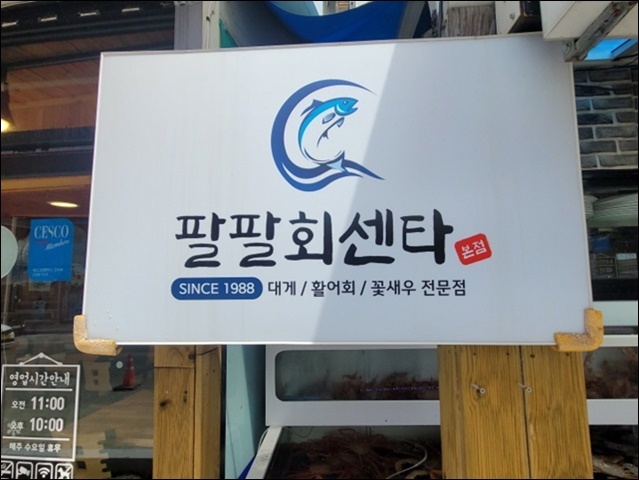 팔팔회센타 본점
SINCE 1988 대게 / 활어회 / 꽃새우 전문점
CESCO
Members
영업시간안내
오전 11:00
오후 10:00
매주 수요일 휴무